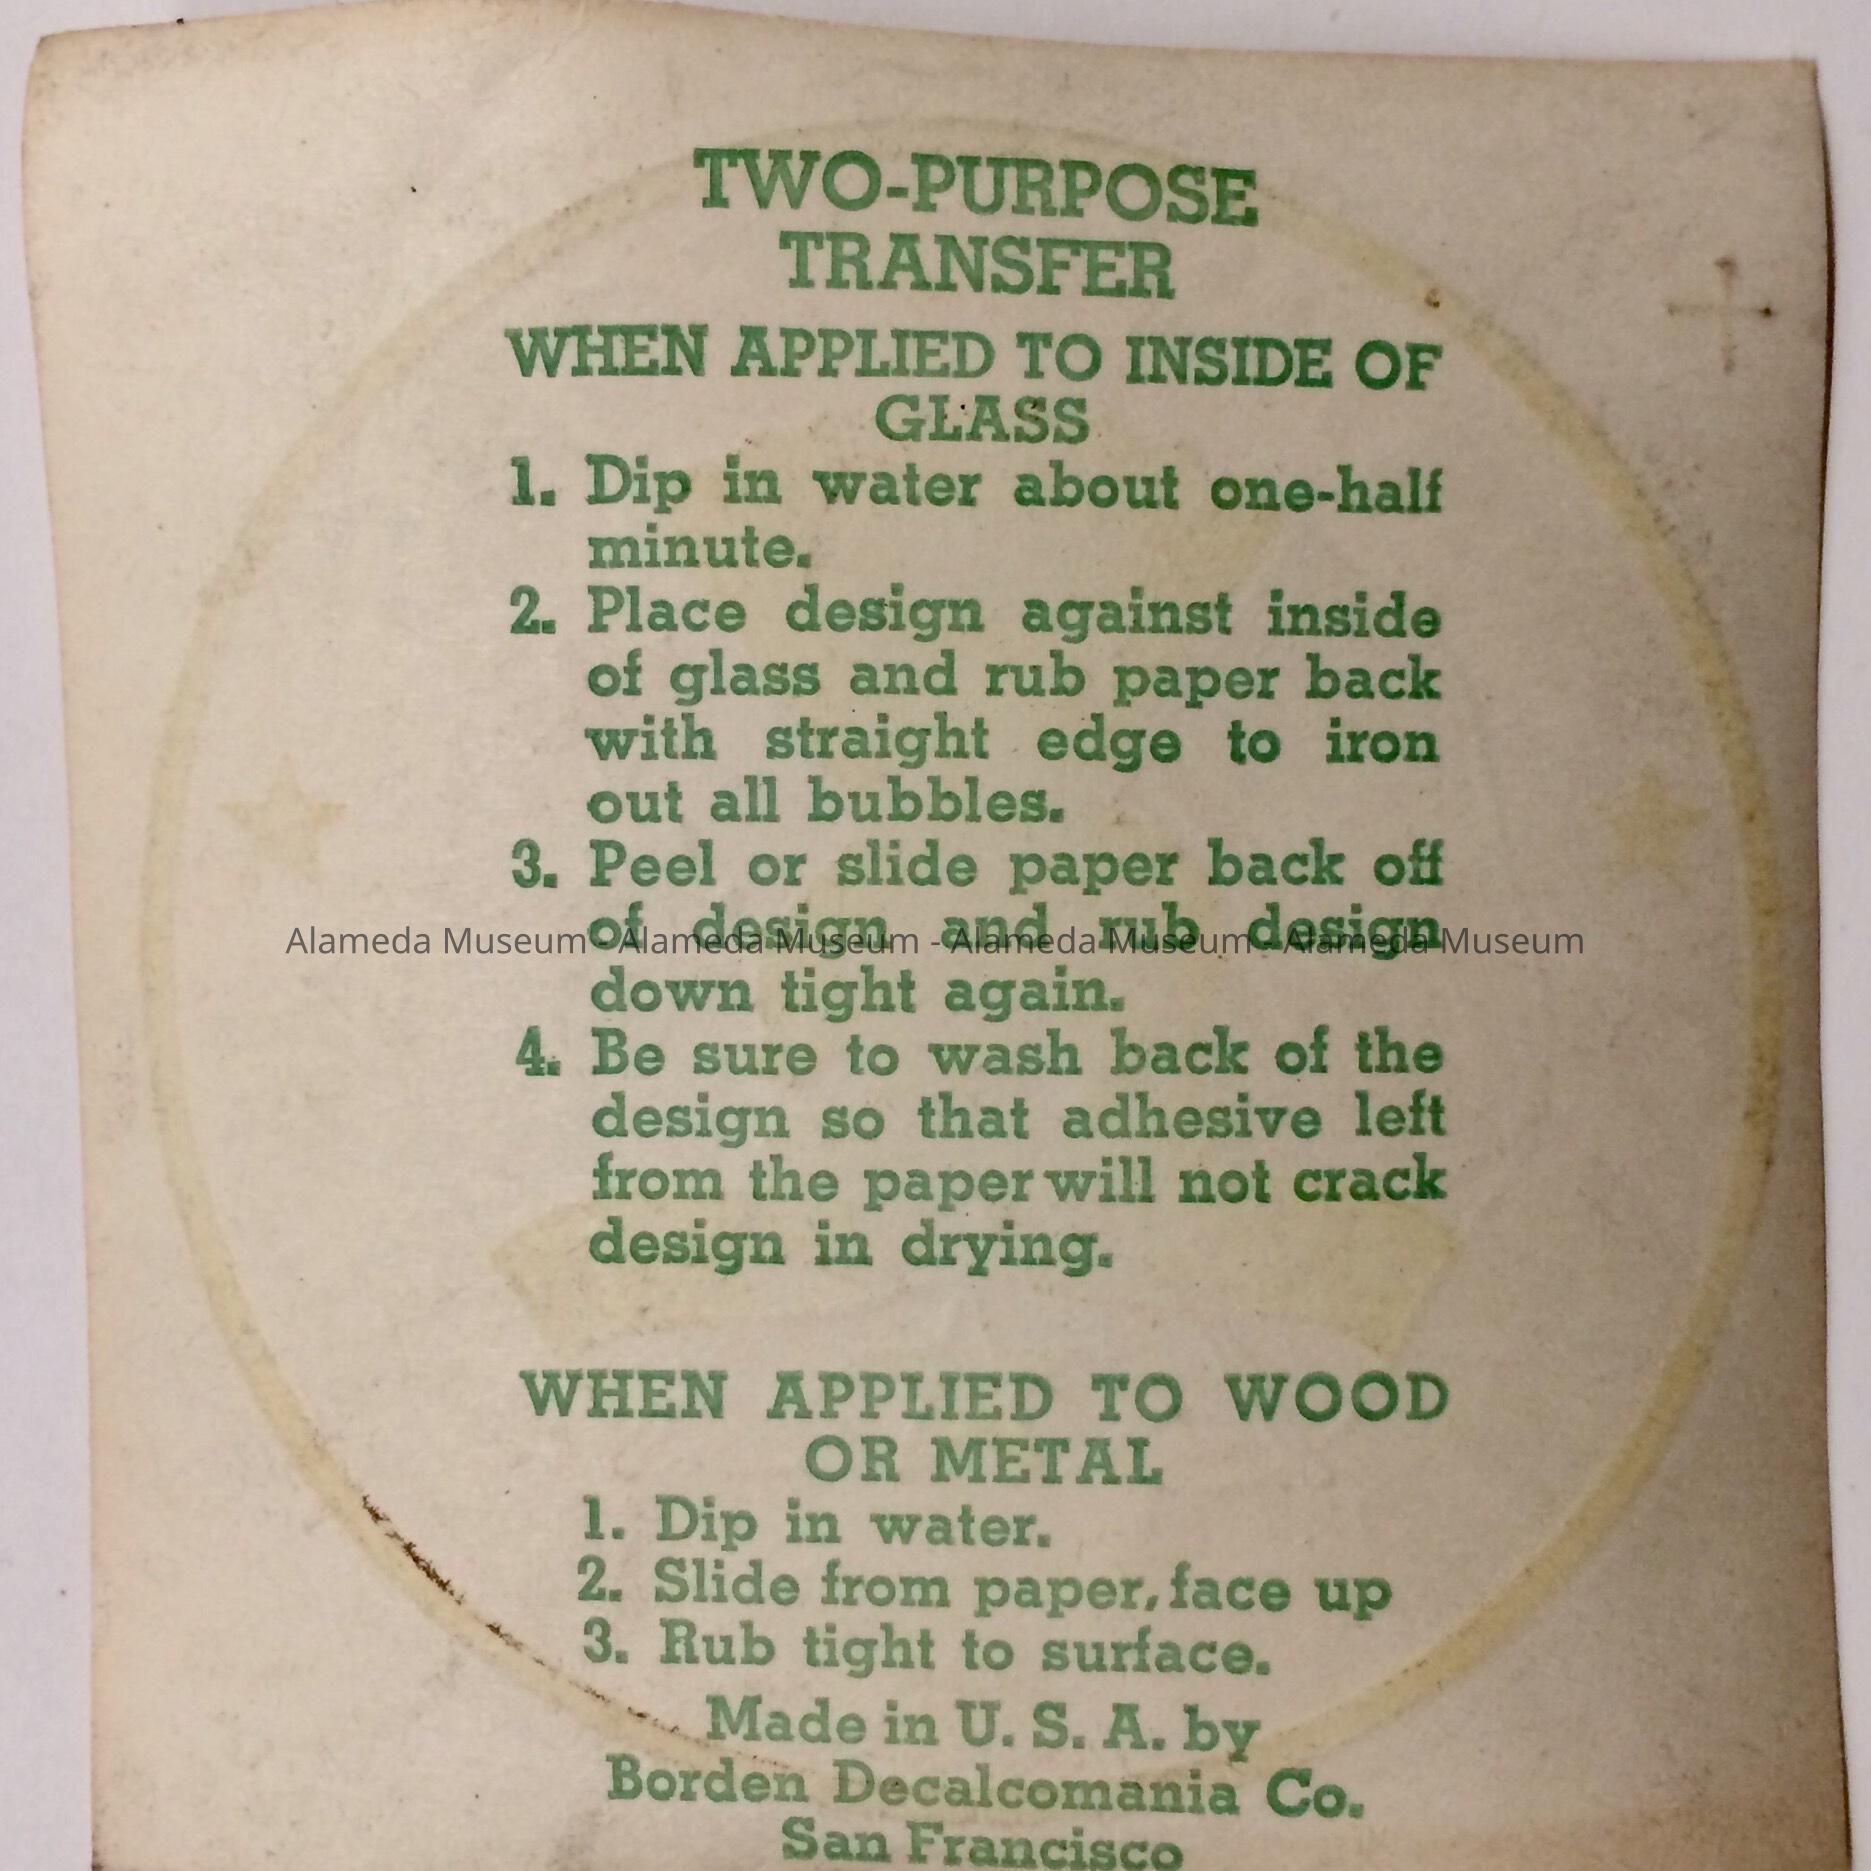 TWO-PURPOSE
TRANSFER
WHEN APPLIED TO INSIDE OF
GLASS
1. Dip in water about one-half
minute.
2. Place design against inside
of glass and rub paper back
with straight edge to iron
out all bubbles.
3. Peel or slide paper back off
of design and rub design
Alameda Museum - Alameda Museum - Alameda Museum - Alameda Museum
down tight again.
4. Be sure to wash back of the
design so that adhesive left
from the paper will not crack
design in drying.
WHEN APPLIED TO WOOD
OR METAL
1. Dip in water.
2. Slide from paper, face up
3. Rub tight to surface.
Made in U. S. A. by
Borden Decalcomania Co.
San Francisco